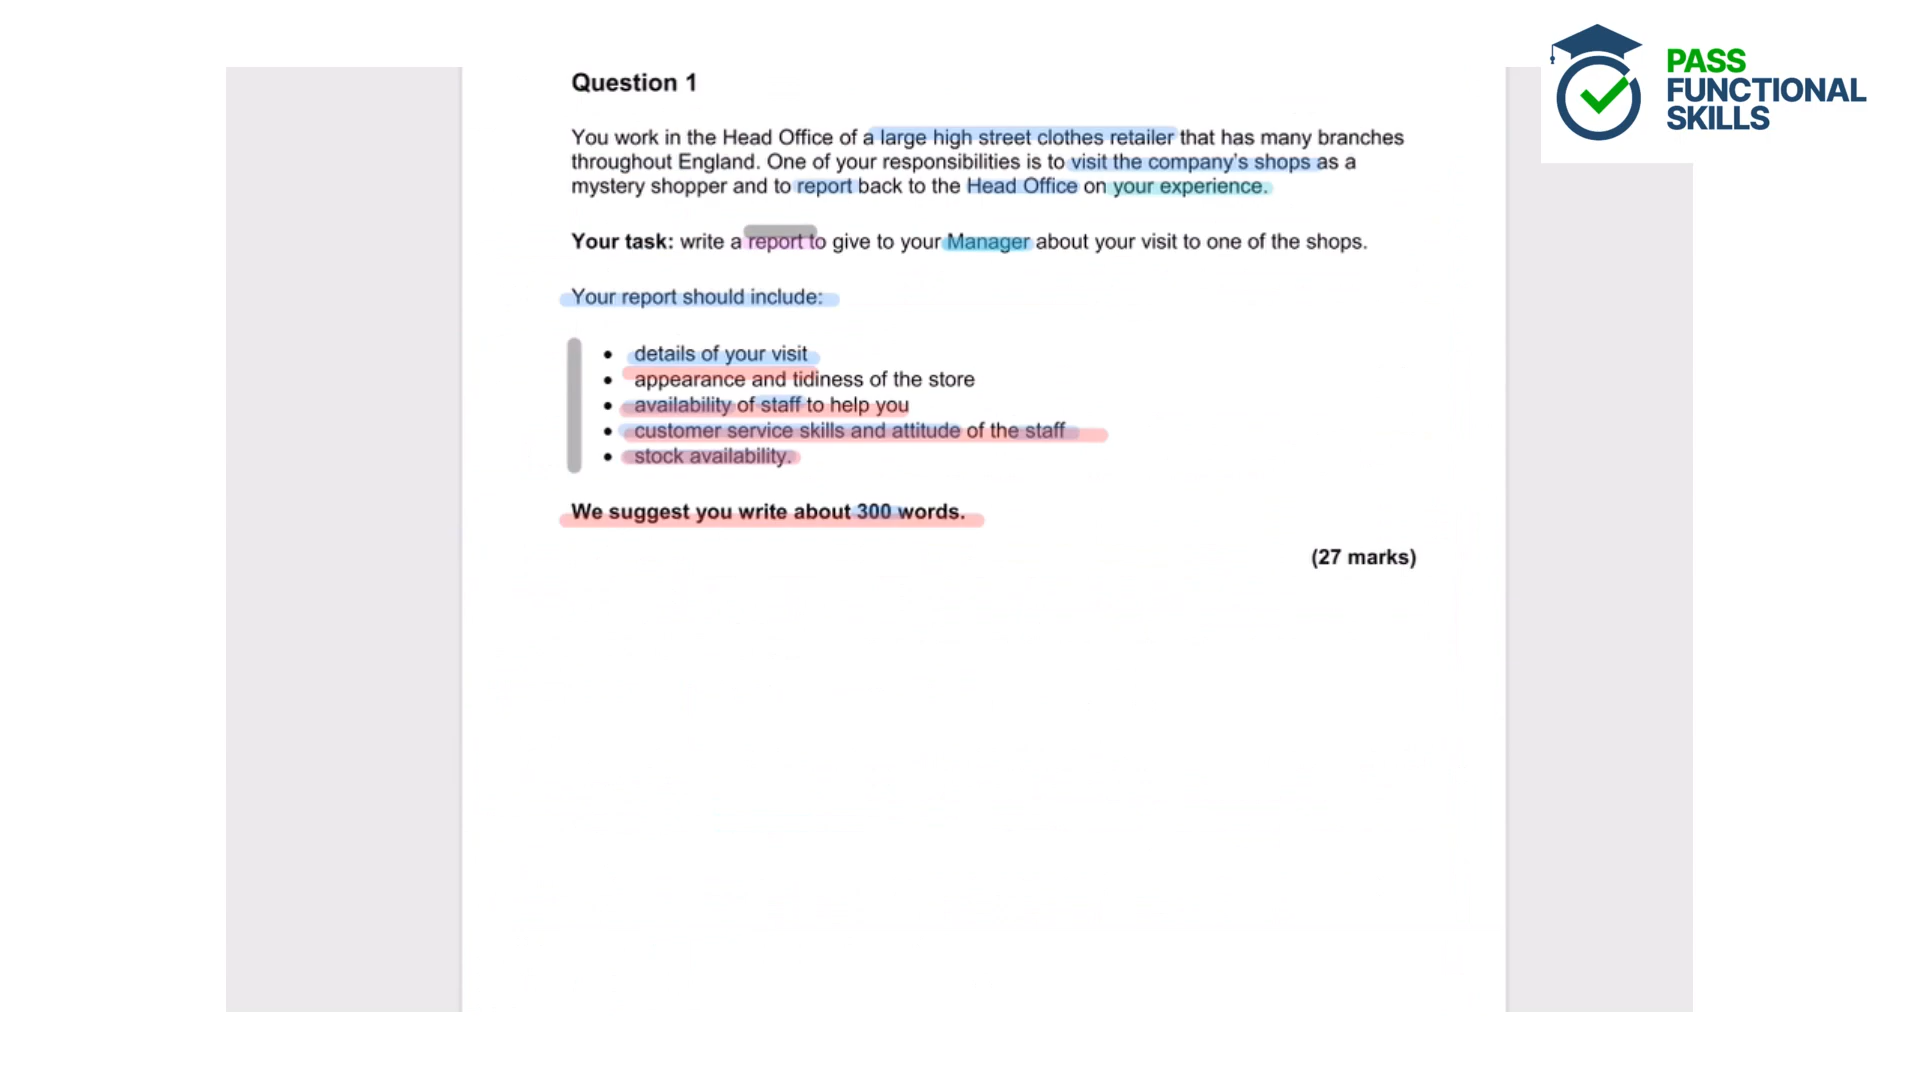 PASS
FUNCTIONAL
SKILLS
Question 1
You work in the Head Office of a large high street clothes retailer that has many branches
throughout England. One of your responsibilities is to visit the company's shops as a
mystery shopper and to report back to the Head Office on your experience.
Your task: write a report to give to your Manager about your visit to one of the shops.
Your report should include:
• details of your visit
• appearance and tidiness of the store
• availability of staff to help you
• customer service skills and attitude of the staff
• stock availability.
We suggest you write about 300 words.
(27 marks)